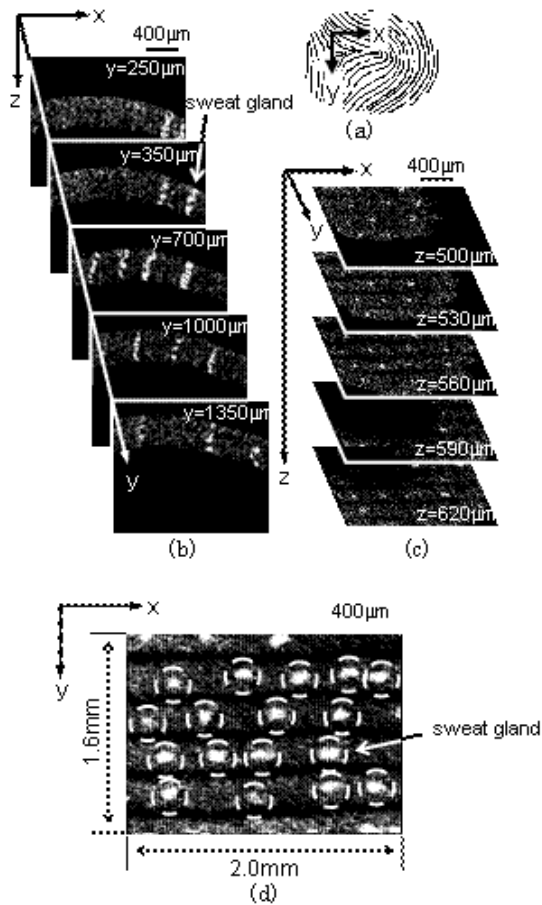 x
400μm
y=250μm
z
sweat gland
y=350μm
y=700μm
y=1000μm
y=1350μm
y
(b)
x
y
(a)
x
400μm
y
z=500μm
z=530μm
z=560μm
z=590μm
z=620μm
z
(c)
x
400μm
y
1.6mm
sweat gland
2.0mm
(d)